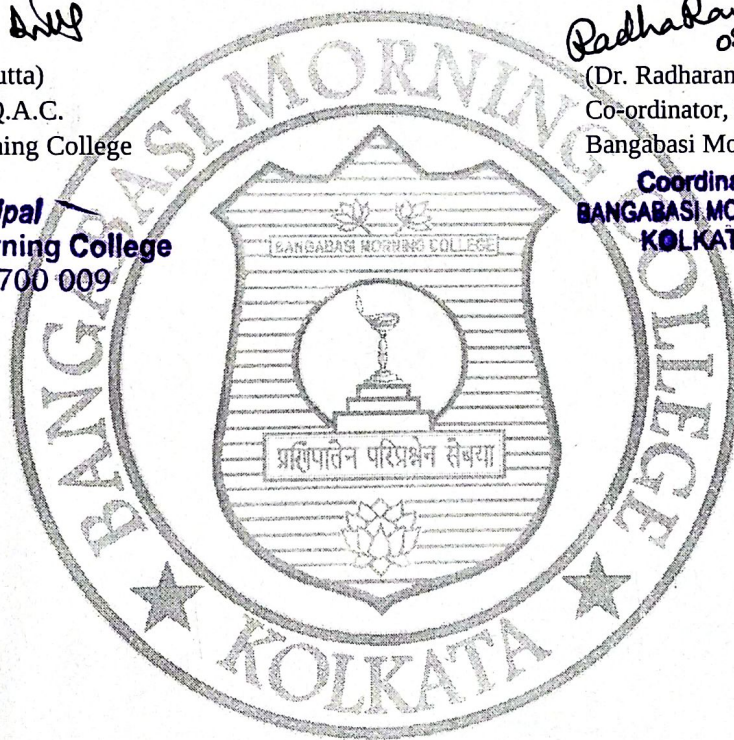 utta)
Q.A.C.
ning College
ipal
rning College
700 009
RadhaRa
(Dr. Radharan
Co-ordinator,
Bangabasi Mo
Coordina
BANGABASI MO
KOLKAT
BANGABASI MORNING COLLEGE
BANGABASI MORNING COLLEGE
प्रणिपातेन परिप्रश्नेन सेवया
KOLKATA